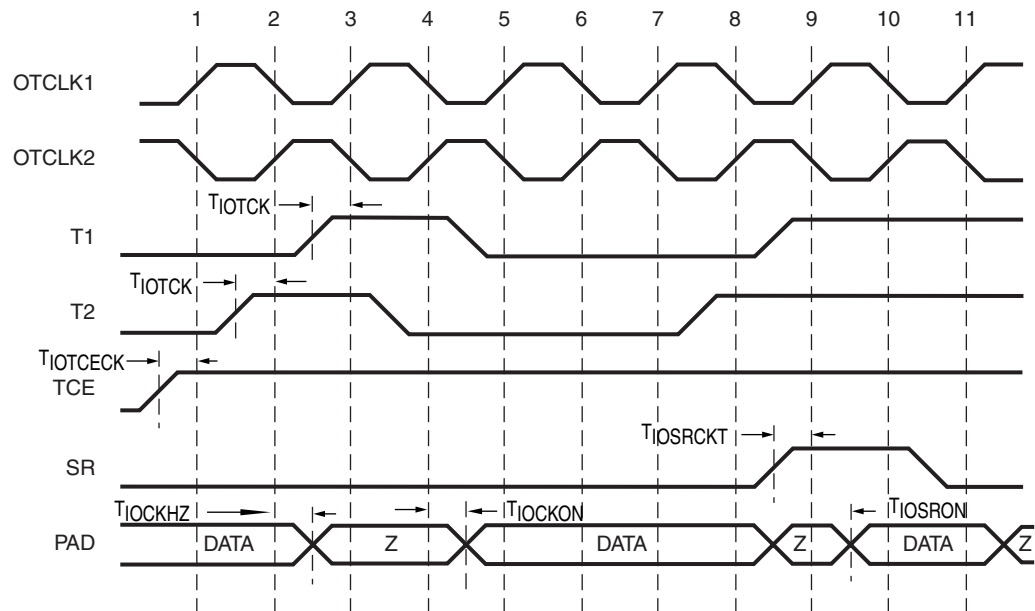 1 2 3 4 5 6 7 8 9 10 11
OTCLK1
OTCLK2
TIOTCK
T1
TIOTCK
T2
TIOTCECK
TCE
TIOSRCKT
SR
TIOCKHZ TIOCKON TIOSRON
PAD DATA Z DATA Z DATA Z